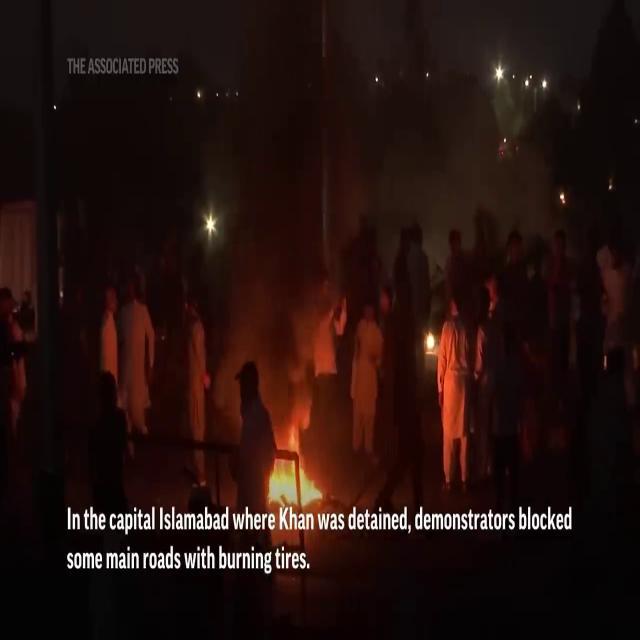 THE ASSOCIATED PRESS
In the capital Islamabad where Khan was detained, demonstrators blocked
some main roads with burning tires.